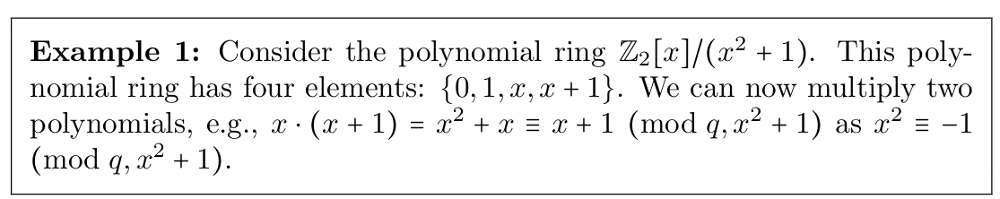 Example 1: Consider the polynomial ring ℤ₂[x]/(x² + 1). This poly-
nomial ring has four elements: {0, 1, x, x + 1}. We can now multiply two
polynomials, e.g., x · (x + 1) = x² + x ≡ x + 1 (mod q, x² + 1) as x² ≡ −1
(mod q, x² + 1).